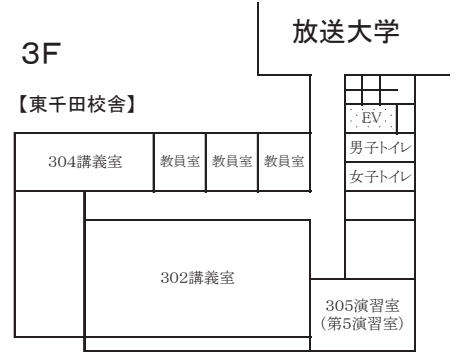 放送大学
3F
【東千田校舎】
EV
男子トイレ
304講義室
教員室
教員室
教員室
女子トイレ
302講義室
305演習室
(第5演習室)